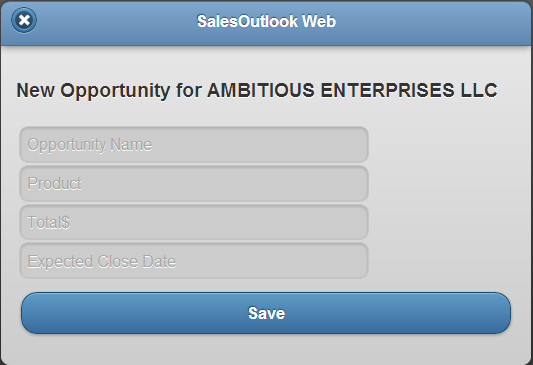 SalesOutlook Web
New Opportunity for AMBITIOUS ENTERPRISES LLC
Opportunity Name
Product
Total$
Expected Close Date
Save